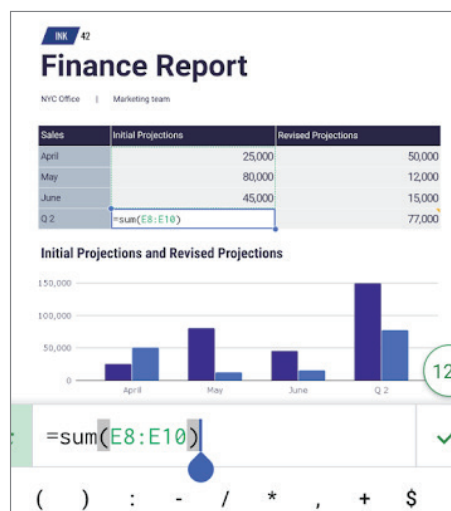 INK 42
Finance Report
NYC Office | Marketing team
Sales Initial Projections Revised Projections
April 25,000 50,000
May 80,000 12,000
June 45,000 15,000
Q 2 =sum(E8:E10) 77,000
Initial Projections and Revised Projections
150,000
100,000
50,000
0
April May June Q 2
12
=sum(E8:E10)
( ) : - / * , + $